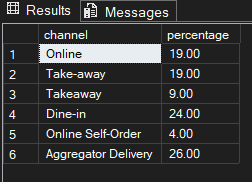 Results Messages
channel percentage
1 Online 19.00
2 Take-away 19.00
3 Takeaway 9.00
4 Dine-in 24.00
5 Online Self-Order 4.00
6 Aggregator Delivery 26.00